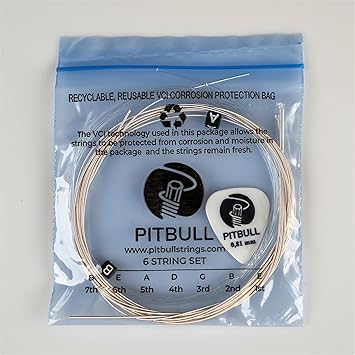 RECYCLABLE, REUSABLE VCI CORROSION PROTECTION BAG
A
The VCI technology used in this package allows the
strings to be protected from corrosion and moisture in
the package and the strings remain fresh.
PITBULL
www.pitbullstrings.com
6 STRING SET
PITBULL
0,81 mm
B
B E A D G B E
7th 6th 5th 4th 3rd 2nd 1st